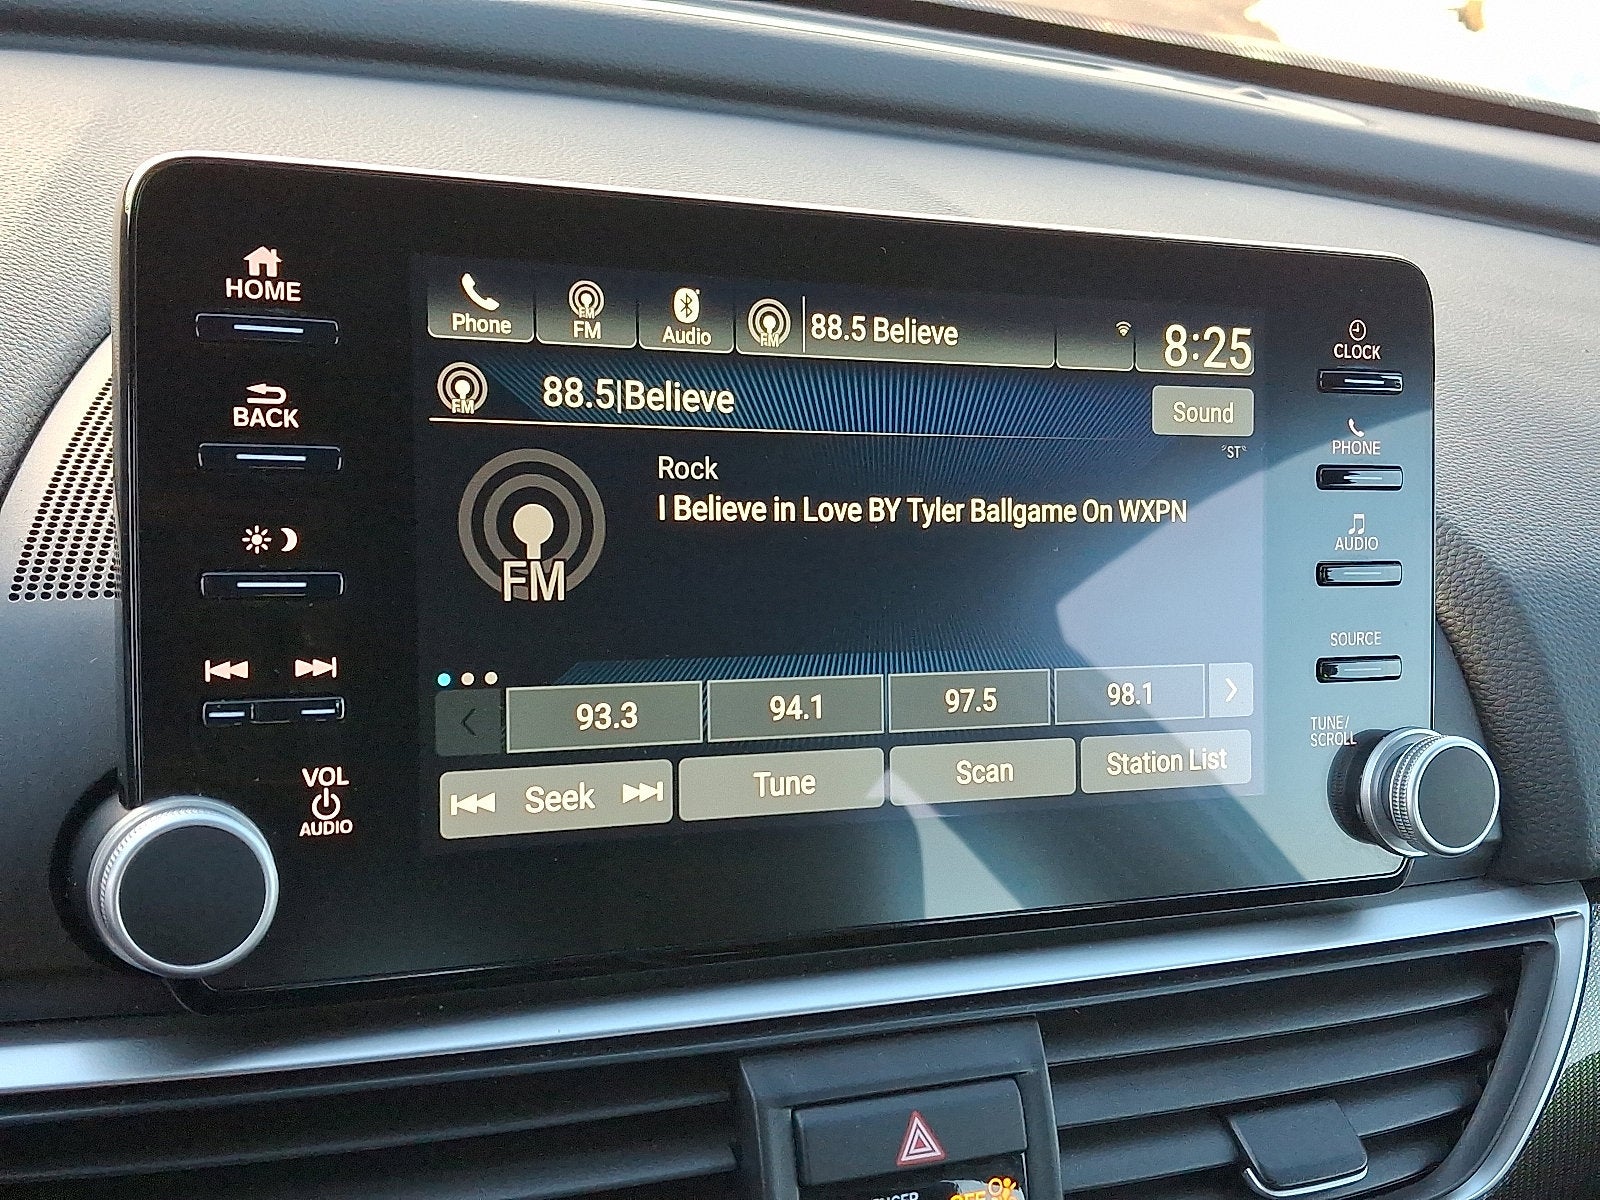 HOME
BACK
VOL
AUDIO
Phone
FM
FM
Audio
FM
88.5 Believe
8:25
FM
88.5|Believe
Sound
"ST"
Rock
I Believe in Love BY Tyler Ballgame On WXPN
FM
93.3
94.1
97.5
98.1
Seek
Tune
Scan
Station List
CLOCK
PHONE
AUDIO
SOURCE
TUNE/
SCROLL
OFF